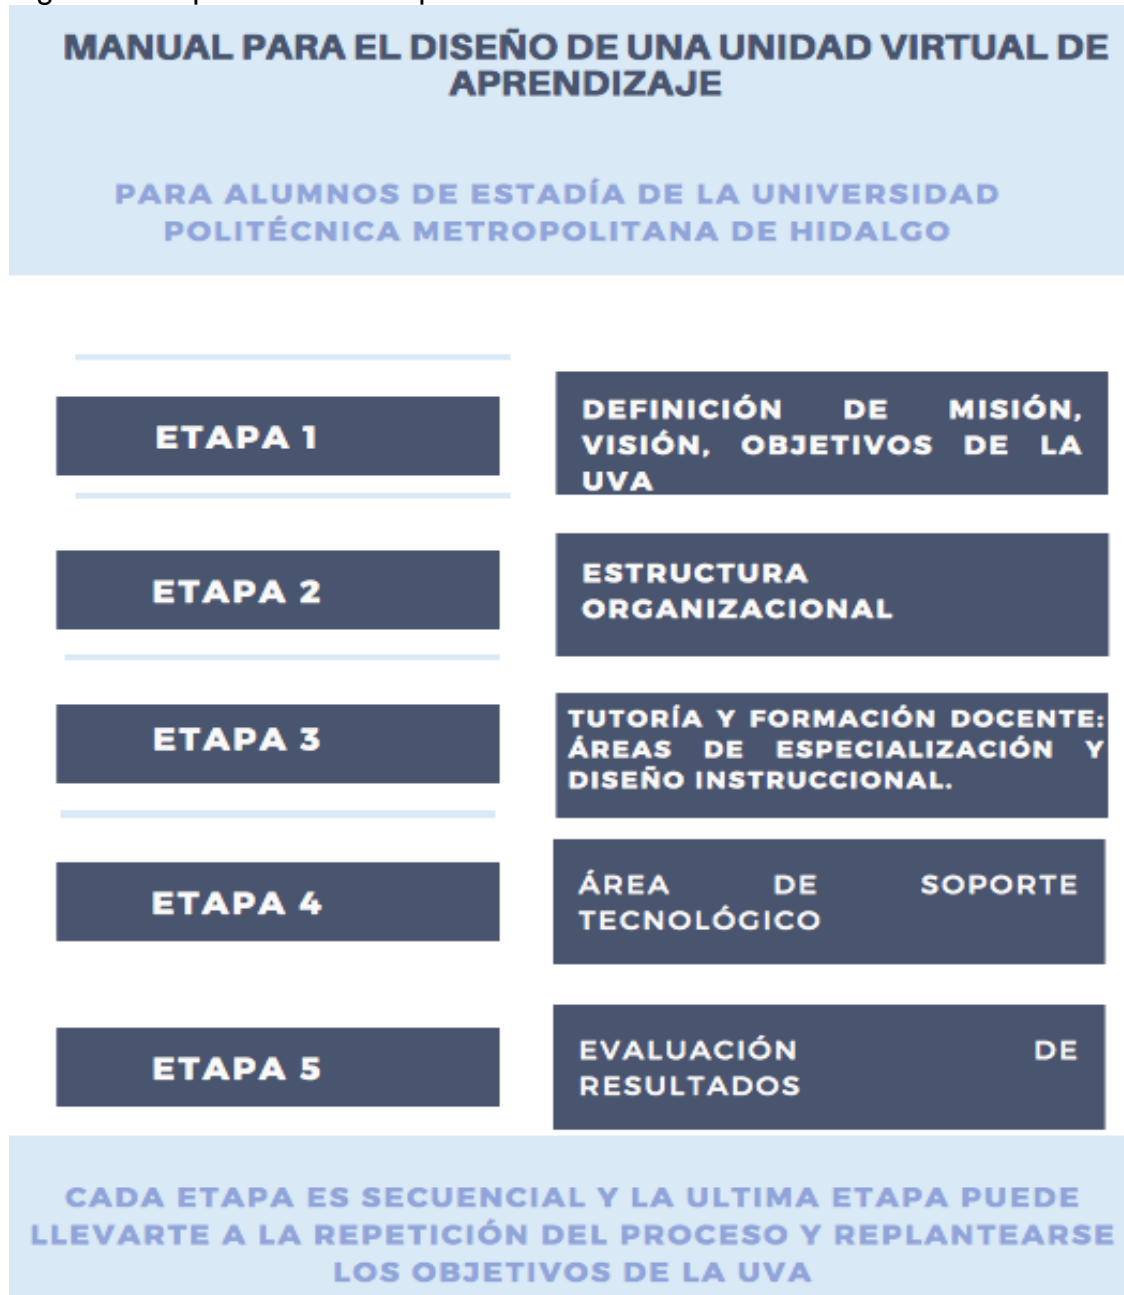 MANUAL PARA EL DISEÑO DE UNA UNIDAD VIRTUAL DE
APRENDIZAJE
PARA ALUMNOS DE ESTADÍA DE LA UNIVERSIDAD
POLITÉCNICA METROPOLITANA DE HIDALGO
ETAPA 1
DEFINICIÓN DE MISIÓN,
VISIÓN, OBJETIVOS DE LA
UVA
ETAPA 2
ESTRUCTURA
ORGANIZACIONAL
ETAPA 3
TUTORÍA Y FORMACIÓN DOCENTE:
ÁREAS DE ESPECIALIZACIÓN Y
DISEÑO INSTRUCCIONAL.
ETAPA 4
ÁREA DE SOPORTE
TECNOLÓGICO
ETAPA 5
EVALUACIÓN DE
RESULTADOS
CADA ETAPA ES SECUENCIAL Y LA ULTIMA ETAPA PUEDE
LLEVARTE A LA REPETICIÓN DEL PROCESO Y REPLANTEARSE
LOS OBJETIVOS DE LA UVA